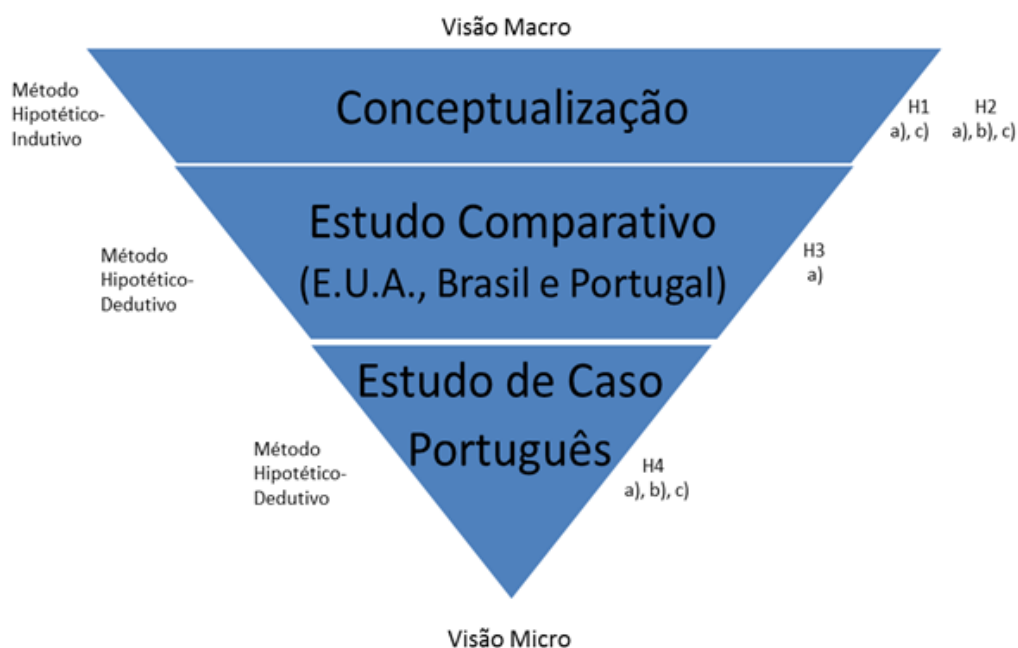 Visão Macro
Método
Hipotético-
Indutivo
Conceptualização
H1 H2
a), c) a), b), c)
Método
Hipotético-
Dedutivo
Estudo Comparativo
(E.U.A., Brasil e Portugal)
H3
a)
Método
Hipotético-
Dedutivo
Estudo de Caso
Português
H4
a), b), c)
Visão Micro